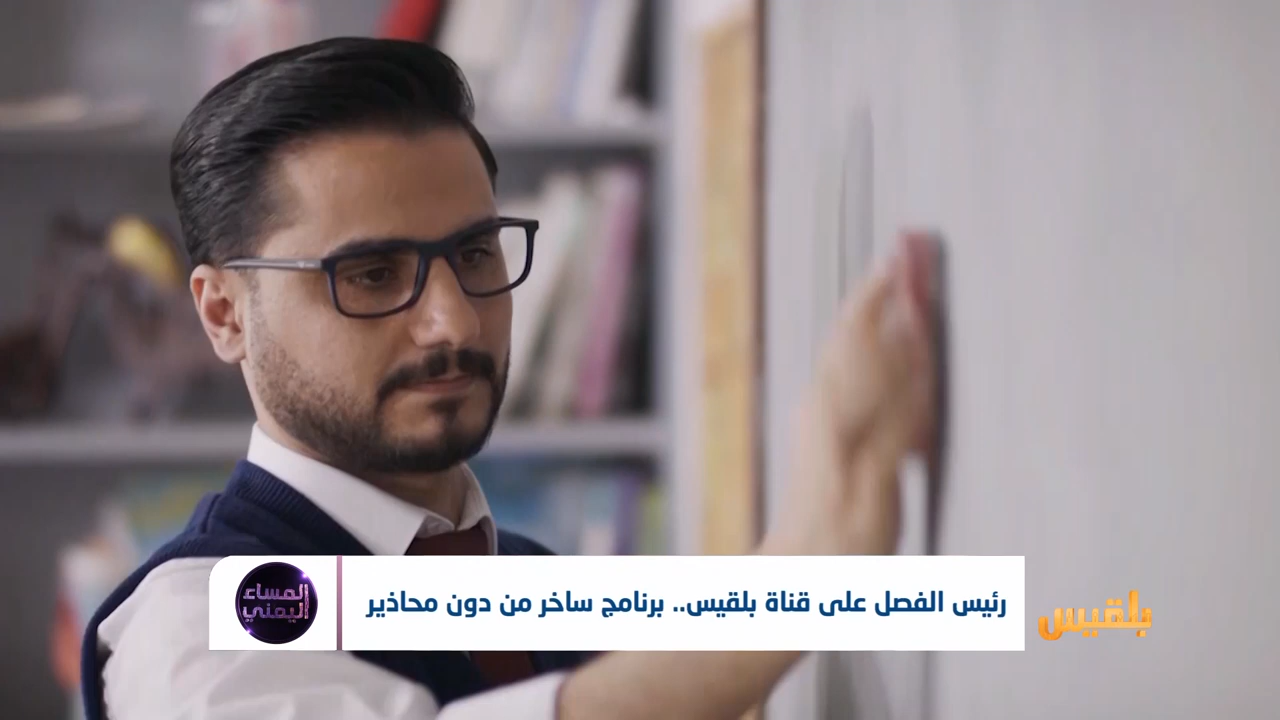 رئيس الفصل على قناة بلقيس.. برنامج ساخر من دون محاذير
المساء
اليمني
بلقيس